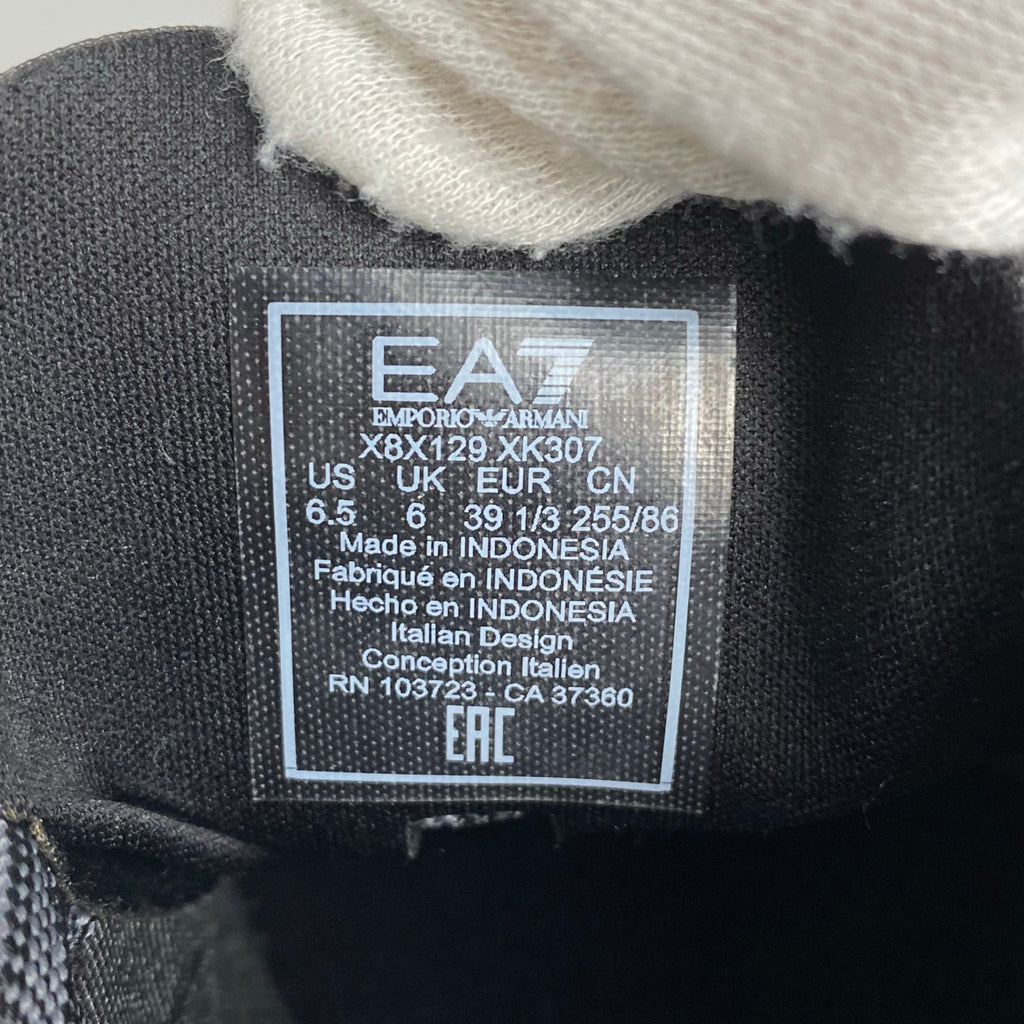 EA7
EMPORIO ARMANI
X8X129 XK307
US UK EUR CN
6.5 6 39 1/3 255/86
Made in INDONESIA
Fabriqué en INDONÉSIE
Hecho en INDONESIA
Italian Design
Conception Italien
RN 103723 - CA 37360
EAC